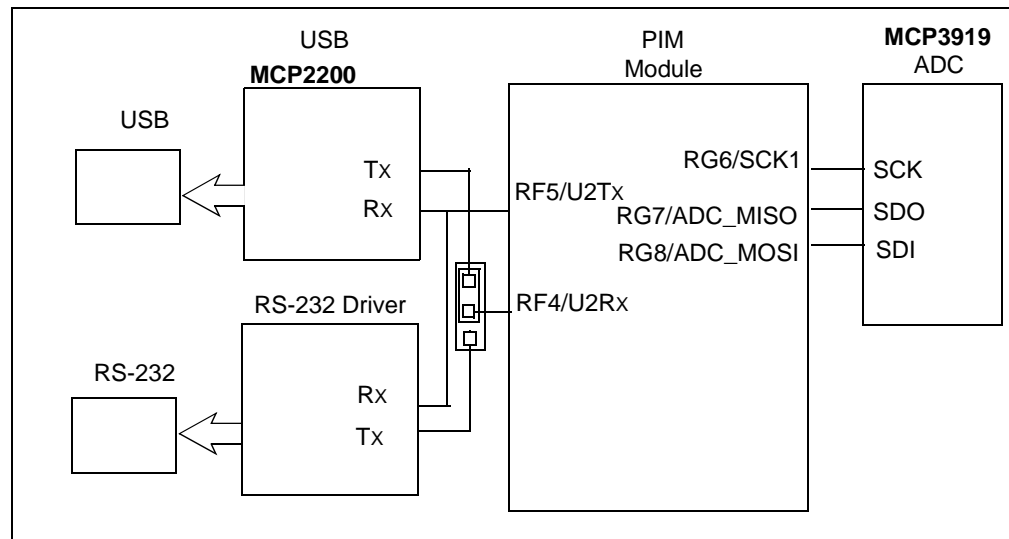 USB
MCP2200
PIM
Module
MCP3919
ADC
USB
Tx
Rx
RF5/U2Tx
RG6/SCK1
RG7/ADC_MISO
RG8/ADC_MOSI
SCK
SDO
SDI
RF4/U2Rx
RS-232 Driver
RS-232
Rx
Tx